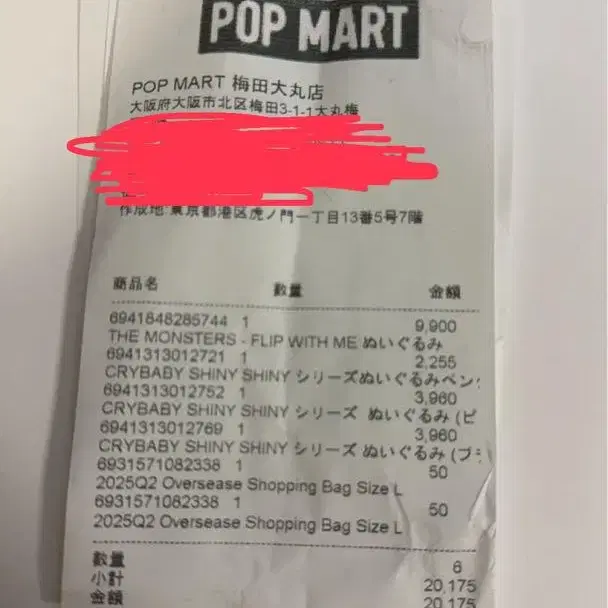 POP MART
POP MART 梅田大丸店
大阪府大阪市北区梅田3-1-1大丸梅
作成地:東京都港区虎ノ門一丁目13番5号7階
商品名 数量 金額
6941848285744 1 9,900
THE MONSTERS - FLIP WITH ME ぬいぐるみ
6941313012721 1 2,255
CRYBABY SHINY SHINY シリーズぬいぐるみペン
6941313012752 1 3,960
CRYBABY SHINY SHINY シリーズ ぬいぐるみ (ピ
6941313012769 1 3,960
CRYBABY SHINY SHINY シリーズ ぬいぐるみ (ブ
6931571082338 1 50
2025Q2 Oversease Shopping Bag Size L
6931571082338 1 50
2025Q2 Oversease Shopping Bag Size L
数量 6
小計 20,175
金額 20,175